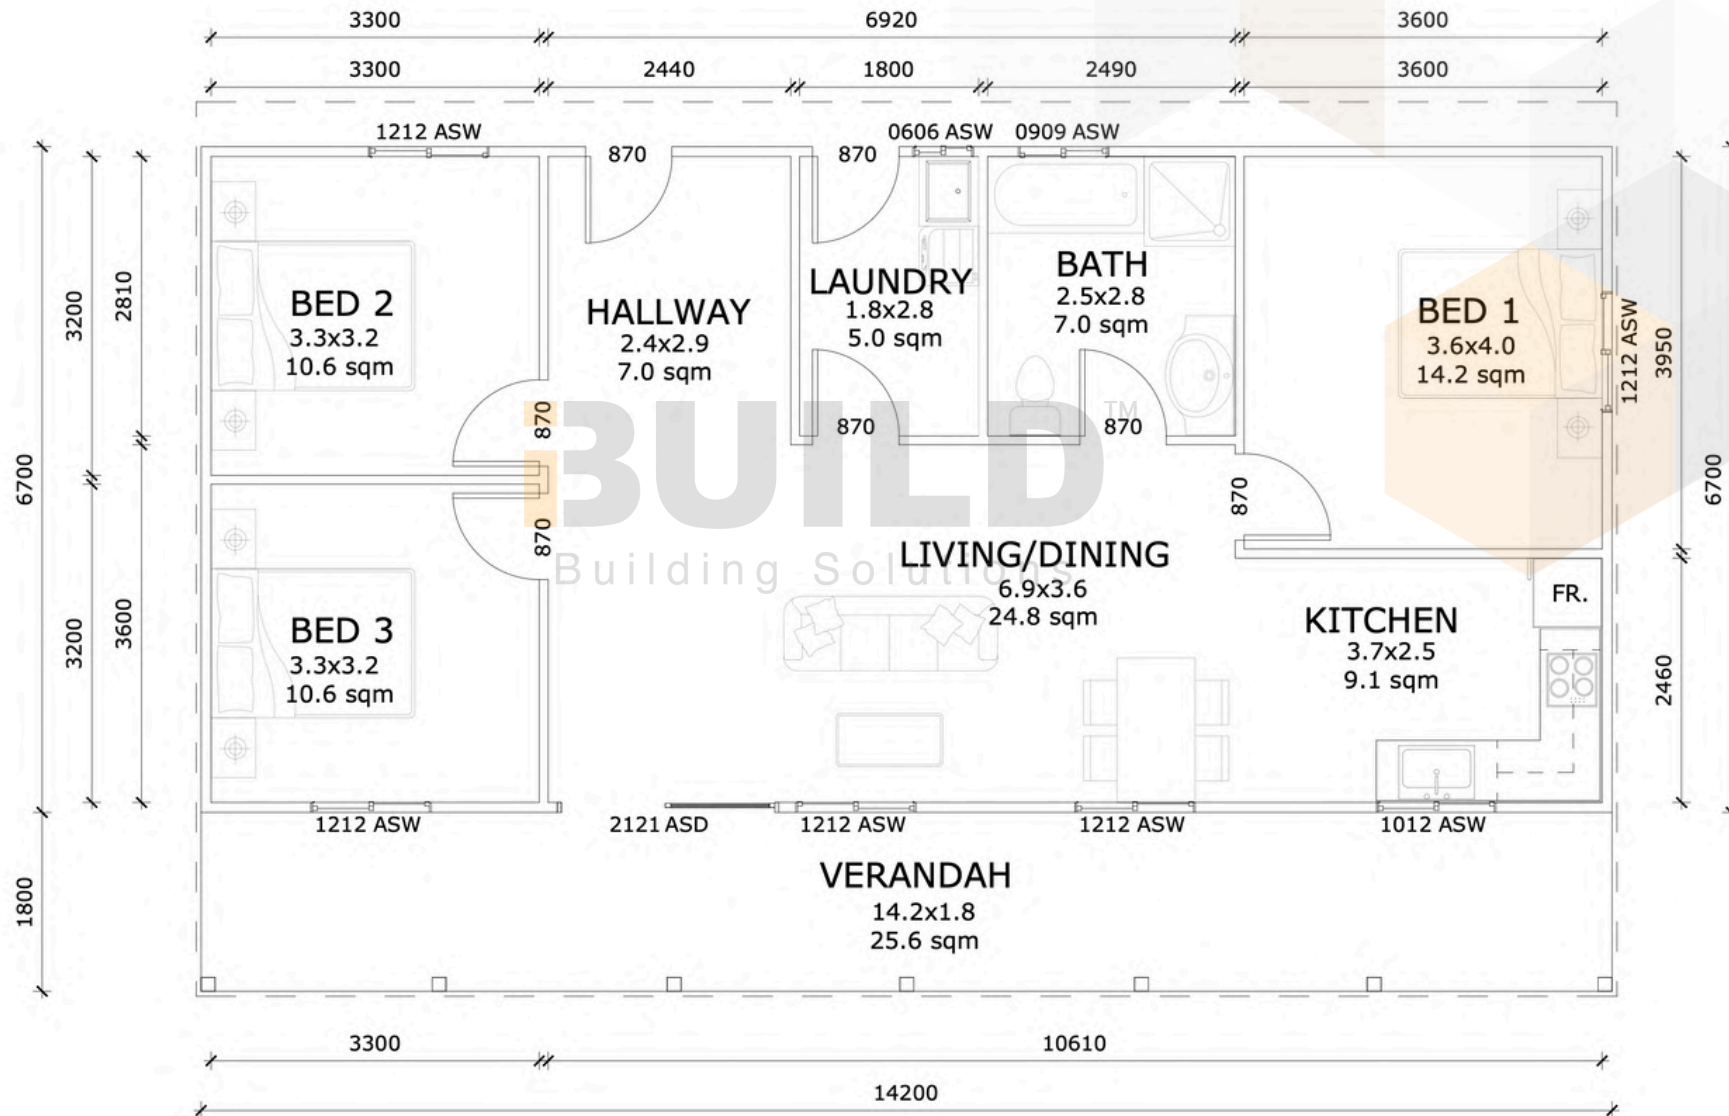 3300 6920 3600
3300 2440 1800 2490 3600
1212 ASW 0606 ASW 0909 ASW
870 870
BED 2
3.3x3.2
10.6 sqm
HALLWAY
2.4x2.9
7.0 sqm
LAUNDRY
1.8x2.8
5.0 sqm
BATH
2.5x2.8
7.0 sqm
BED 1
3.6x4.0
14.2 sqm
1212 ASW
3950
6700
3200
2810
6700
870
870
870
870
870
iBUILD™
Building Solutions
LIVING/DINING
6.9x3.6
24.8 sqm
FR.
KITCHEN
3.7x2.5
9.1 sqm
2460
BED 3
3.3x3.2
10.6 sqm
3200
3600
1212 ASW 2121 ASD 1212 ASW 1212 ASW 1012 ASW
VERANDAH
14.2x1.8
25.6 sqm
1800
3300 10610
14200